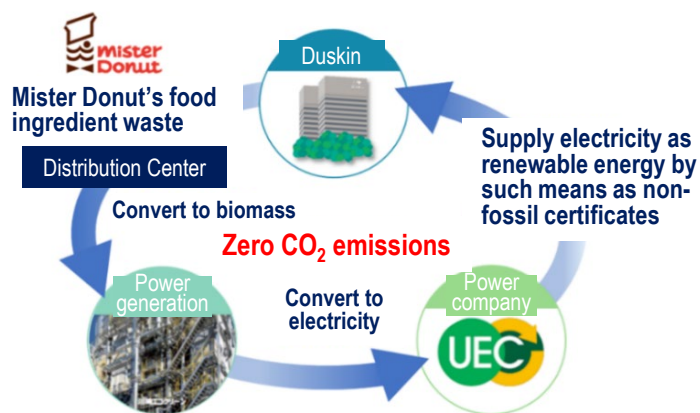 mister
Donut
Duskin
Mister Donut's food
ingredient waste
Distribution Center
Supply electricity as
renewable energy by
such means as non-
fossil certificates
Convert to biomass
Zero CO₂ emissions
Power
generation
Convert to
electricity
Power
company
UEC